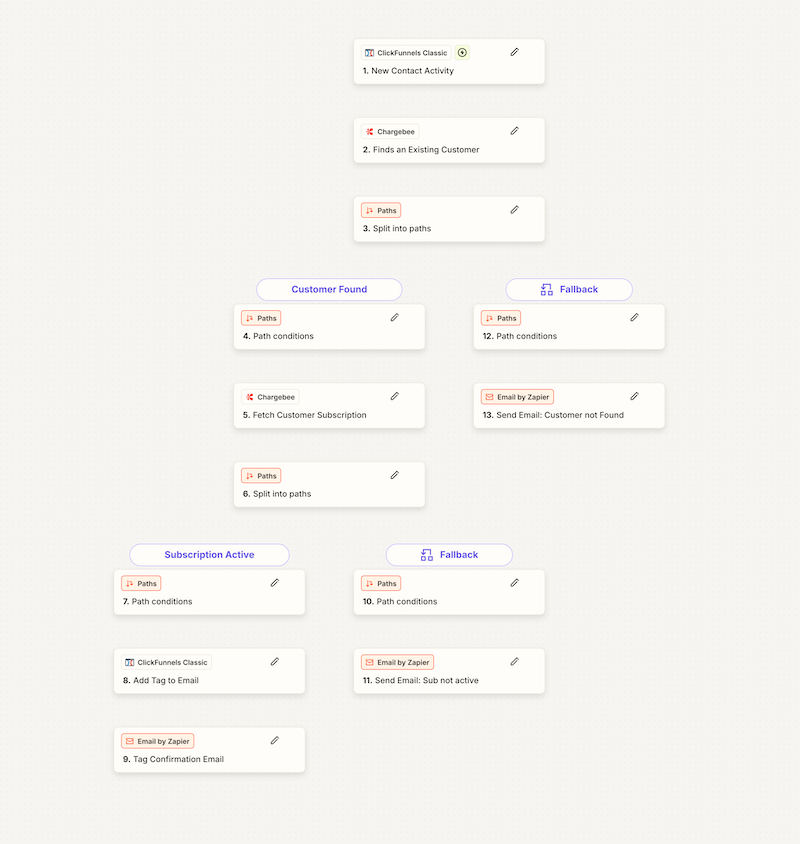 ClickFunnels Classic
1. New Contact Activity
Chargebee
2. Finds an Existing Customer
Paths
3. Split into paths
Customer Found
Fallback
Paths
4. Path conditions
Paths
12. Path conditions
Chargebee
5. Fetch Customer Subscription
Email by Zapier
13. Send Email: Customer not Found
Paths
6. Split into paths
Subscription Active
Fallback
Paths
7. Path conditions
Paths
10. Path conditions
ClickFunnels Classic
8. Add Tag to Email
Email by Zapier
11. Send Email: Sub not active
Email by Zapier
9. Tag Confirmation Email